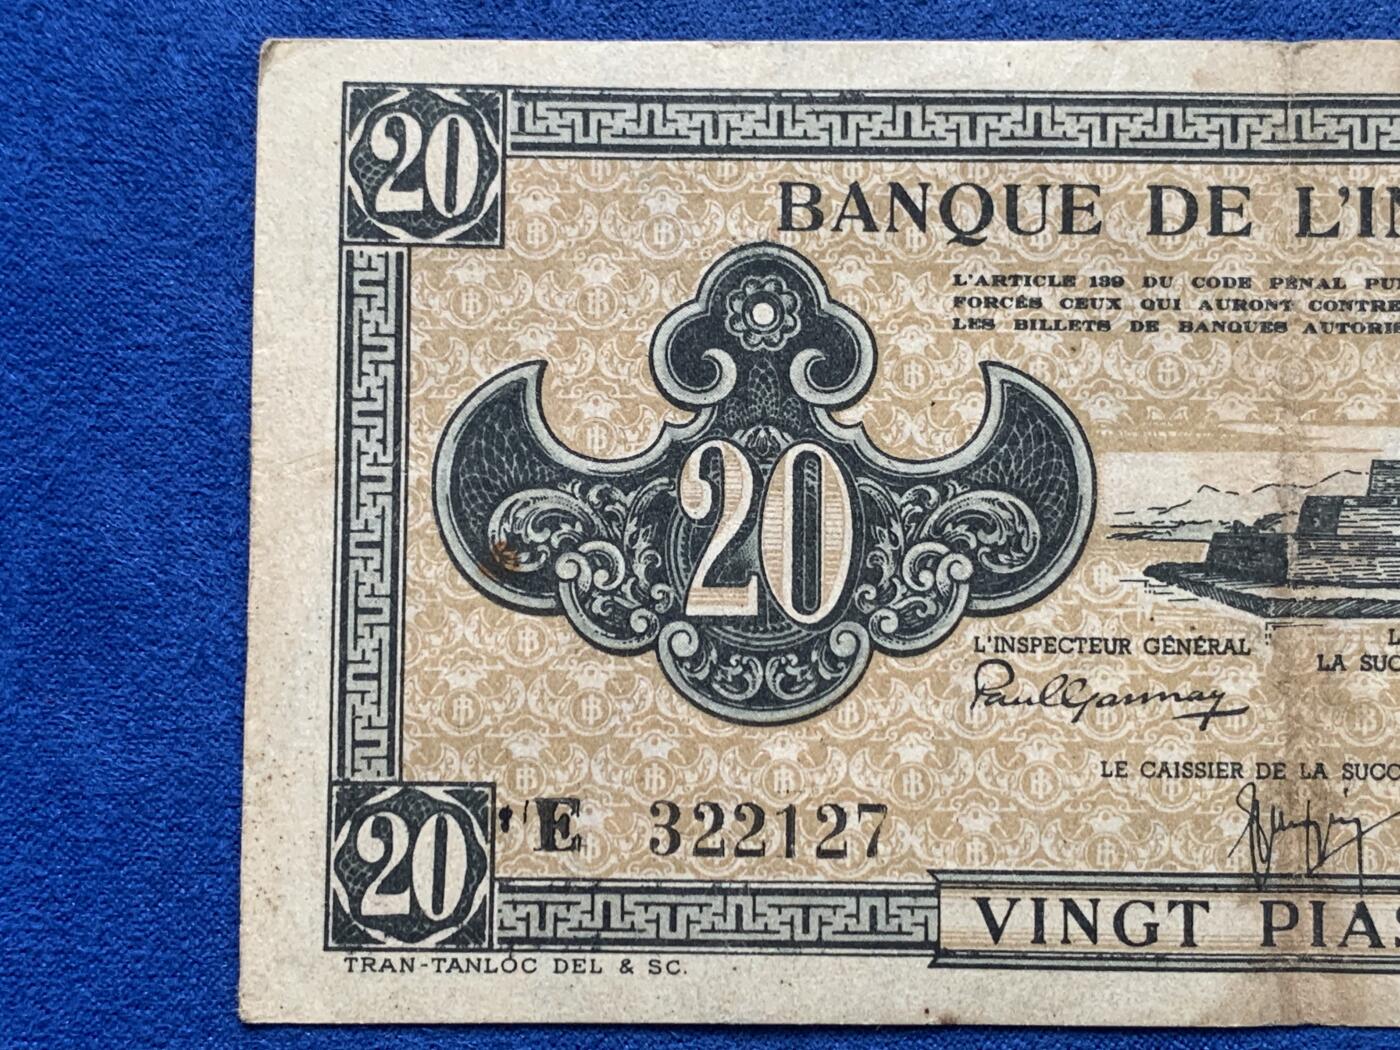 20
BANQUE DE L'I
L'ARTICLE 139 DU CODE PÉNAL PU
FORCÉS CEUX QUI AURONT CONTRE
LES BILLETS DE BANQUES AUTORI
20
L'INSPECTEUR GÉNÉRAL
LA SUC
Paul Gannay
LE CAISSIER DE LA SUCC
E 322127
20
VINGT PIAS
TRAN-TANLOC DEL & SC.